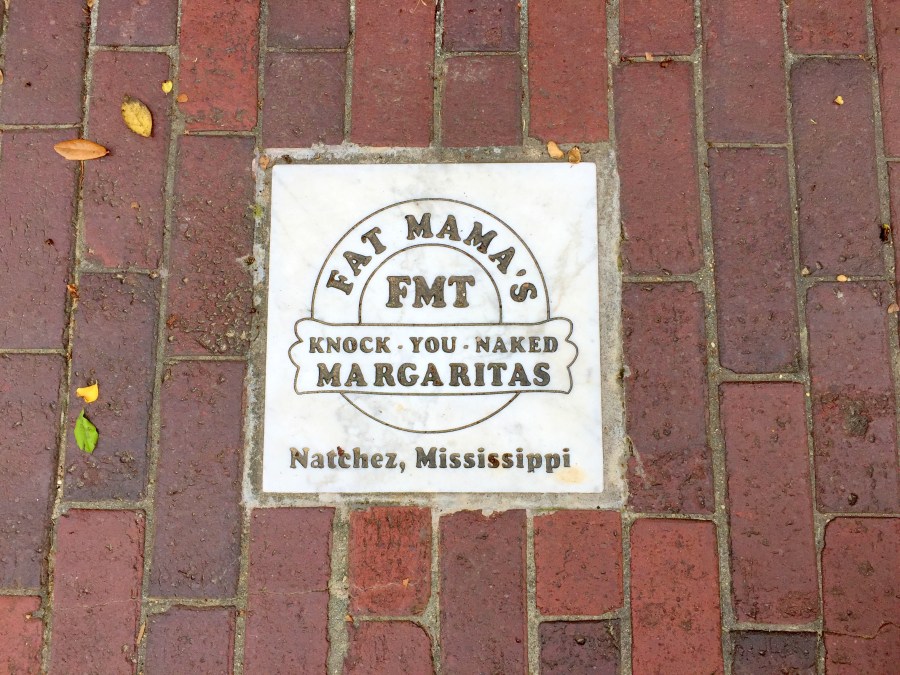 FAT MAMA'S
FMT
KNOCK - YOU - NAKED
MARGARITAS
Natchez, Mississippi